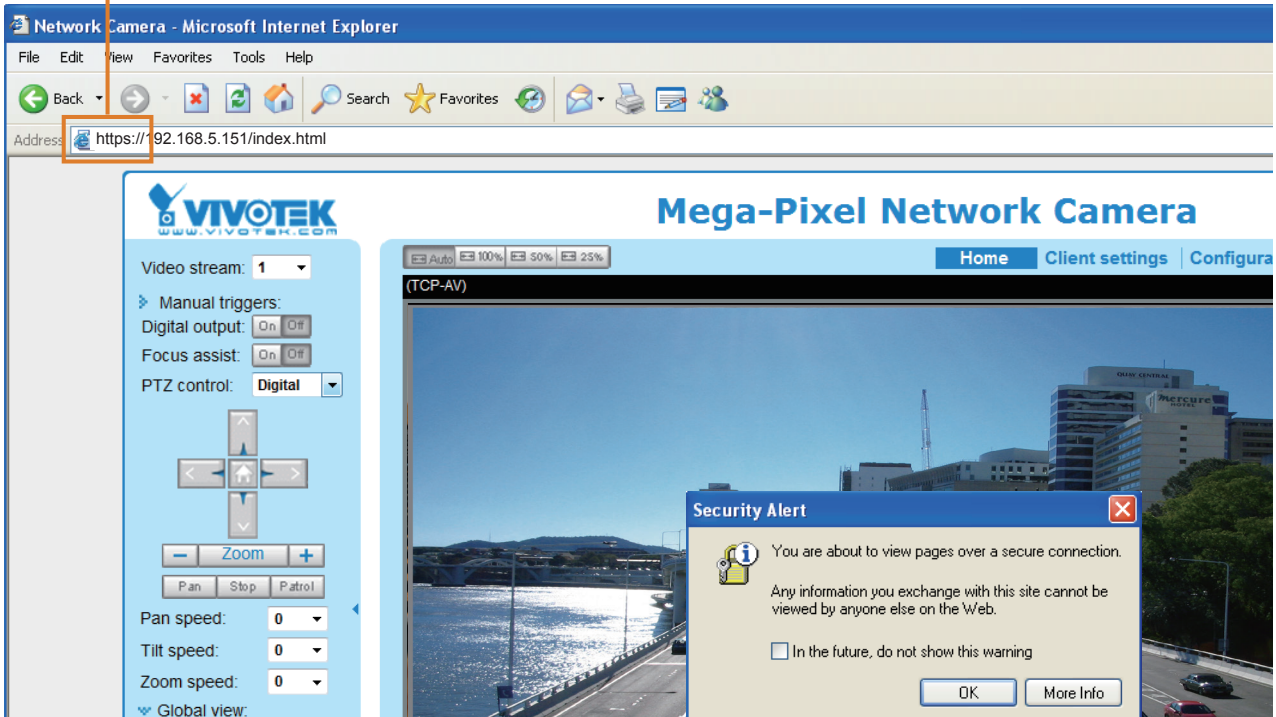 Network Camera - Microsoft Internet Explorer
File Edit View Favorites Tools Help
Back Search Favorites
Address https://192.168.5.151/index.html
VIVOTEK
www.vivotek.com
Mega-Pixel Network Camera
Video stream: 1
Auto 100% 50% 25%
Home Client settings Configura
(TCP-AV)
Manual triggers:
Digital output: On Off
Focus assist: On Off
PTZ control: Digital
QUAY CENTRAL
Mercure
HOTEL
− Zoom +
Pan Stop Patrol
Pan speed: 0
Tilt speed: 0
Zoom speed: 0
Global view:
Security Alert
You are about to view pages over a secure connection.
Any information you exchange with this site cannot be
viewed by anyone else on the Web.
In the future, do not show this warning
OK More Info